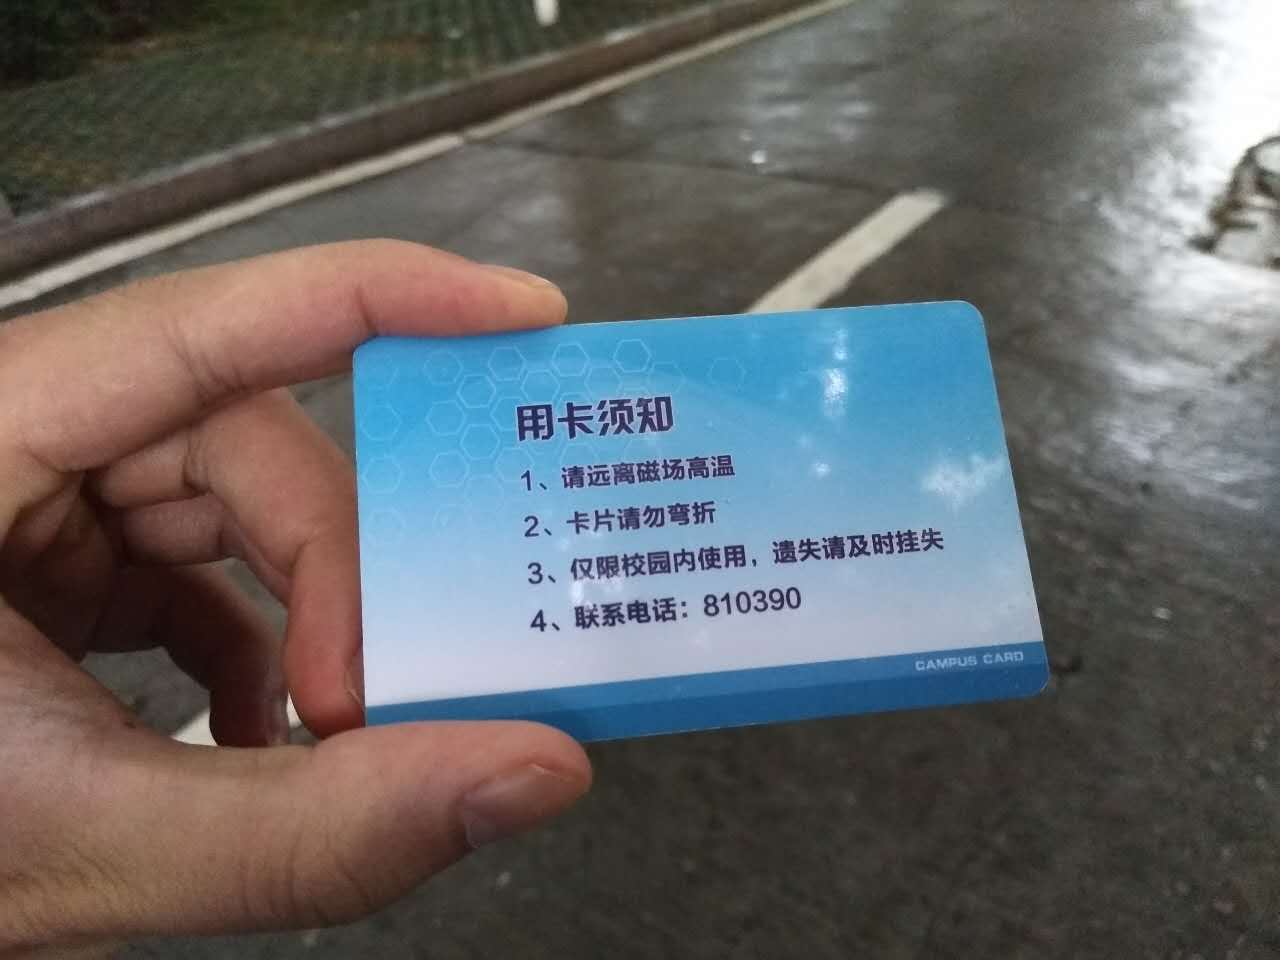 用卡须知
1、请远离磁场高温
2、卡片请勿弯折
3、仅限校园内使用，遗失请及时挂失
4、联系电话：810390
CAMPUS CARD